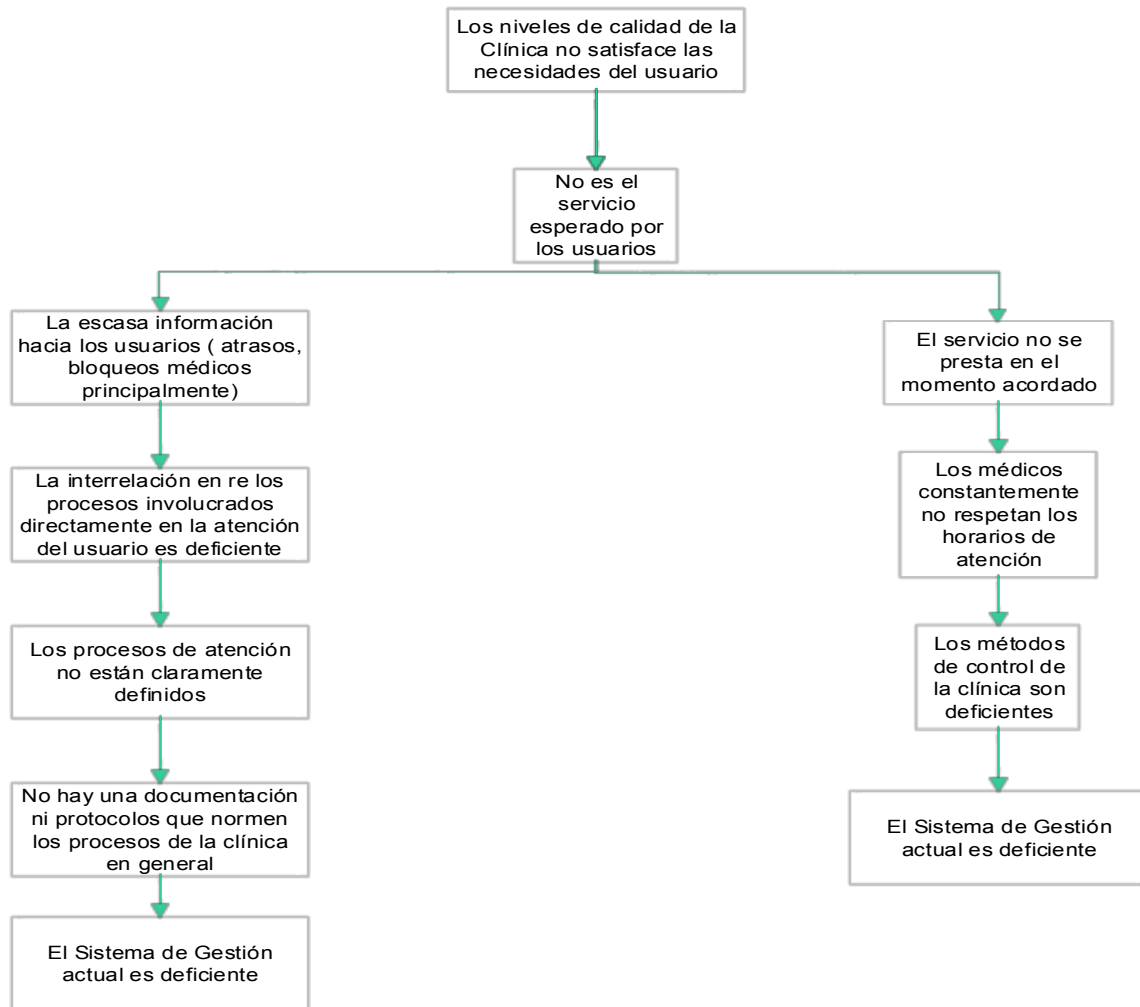 Los niveles de calidad de la
Clínica no satisface las
necesidades del usuario
No es el
servicio
esperado por
los usuarios
La escasa información
hacia los usuarios ( atrasos,
bloqueos médicos
principalmente)
La interrelación en re los
procesos involucrados
directamente en la atención
del usuario es deficiente
Los procesos de atención
no están claramente
definidos
No hay una documentación
ni protocolos que normen
los procesos de la clínica
en general
El Sistema de Gestión
actual es deficiente
El servicio no se
presta en el
momento acordado
Los médicos
constantemente
no respetan los
horarios de
atención
Los métodos
de control de
la clínica son
deficientes
El Sistema de Gestión
actual es deficiente